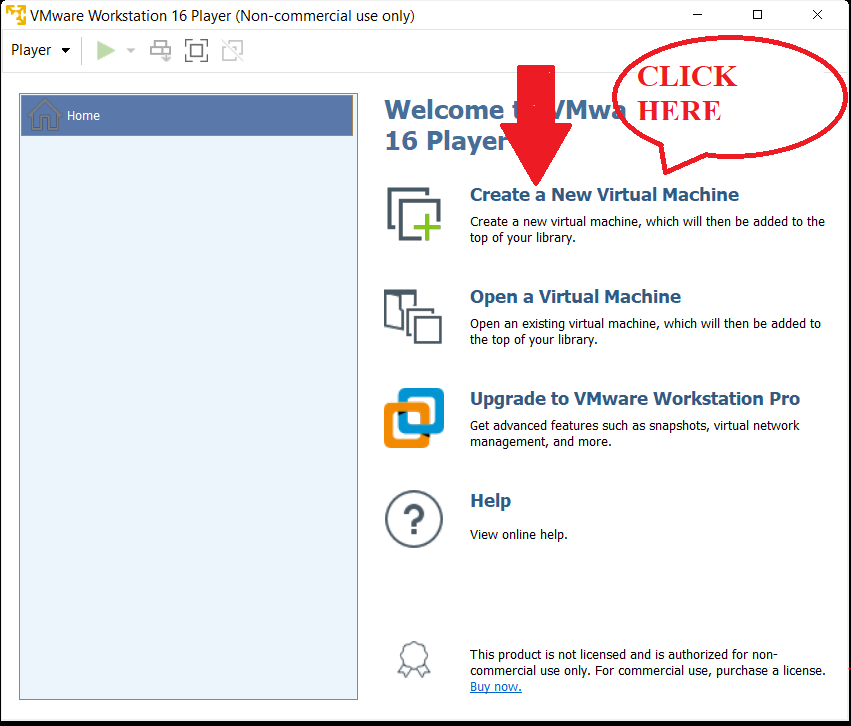 VMware Workstation 16 Player (Non-commercial use only)
Player
Home
Welcome t VMwa
16 Player
CLICK
HERE
Create a New Virtual Machine
Create a new virtual machine, which will then be added to the
top of your library.
Open a Virtual Machine
Open an existing virtual machine, which will then be added to
the top of your library.
Upgrade to VMware Workstation Pro
Get advanced features such as snapshots, virtual network
management, and more.
Help
View online help.
This product is not licensed and is authorized for non-
commercial use only. For commercial use, purchase a license.
Buy now.